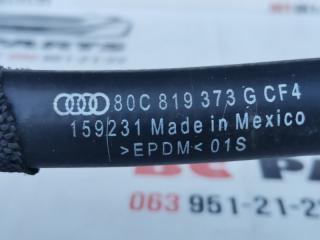 80C 819 373 G CF4
159231 Made in Mexico
>EPDM< 01S
063 951-21-2